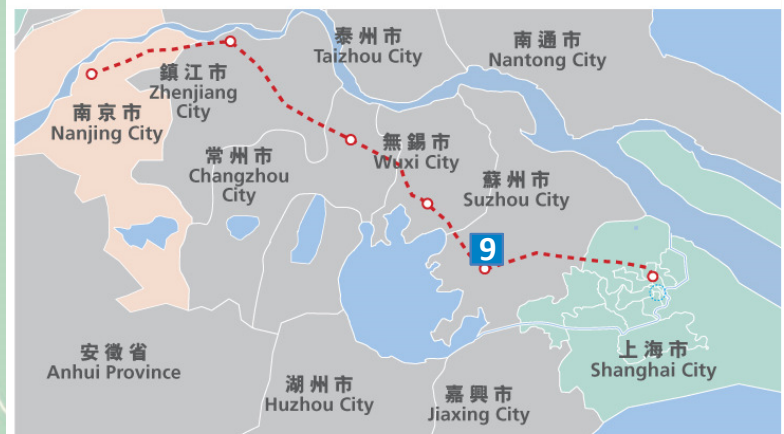 泰州市
Taizhou City
南通市
Nantong City
鎮江市
Zhenjiang
City
南京市
Nanjing City
常州市
Changzhou
City
無錫市
Wuxi City
蘇州市
Suzhou City
9
安徽省
Anhui Province
湖州市
Huzhou City
嘉興市
Jiaxing City
上海市
Shanghai City